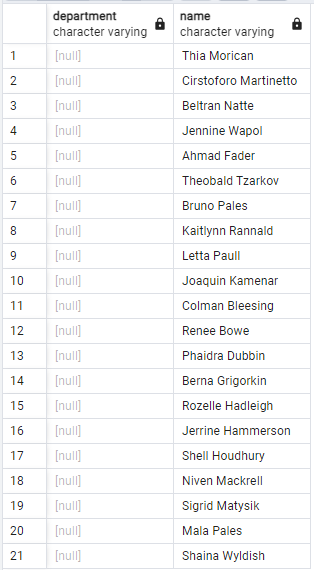 department name
character varying character varying
1 [null] Thia Morican
2 [null] Cirstoforo Martinetto
3 [null] Beltran Natte
4 [null] Jennine Wapol
5 [null] Ahmad Fader
6 [null] Theobald Tzarkov
7 [null] Bruno Pales
8 [null] Kaitlynn Rannald
9 [null] Letta Paull
10 [null] Joaquin Kamenar
11 [null] Colman Bleesing
12 [null] Renee Bowe
13 [null] Phaidra Dubbin
14 [null] Berna Grigorkin
15 [null] Rozelle Hadleigh
16 [null] Jerrine Hammerson
17 [null] Shell Houdhury
18 [null] Niven Mackrell
19 [null] Sigrid Matysik
20 [null] Mala Pales
21 [null] Shaina Wyldish